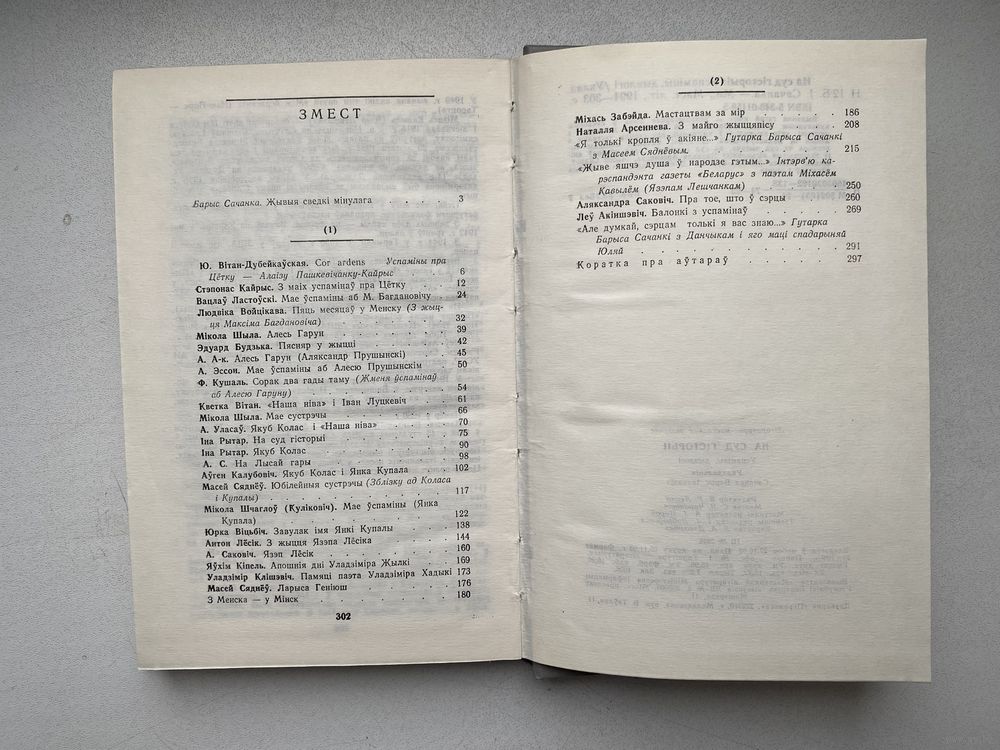 ЗМЕСТ
Барыс Сачанка. Жывыя сведкі мінулага . . . . 3
(1)
Ю. Вітан-Дубейкаўская. Cor ardens Успаміны пра
Цётку — Алаізу Пашкевічанку-Кайрыс . . . . 6
Стэпонас Кайрыс. З маіх успамінаў пра Цётку . . 12
Вацлаў Ластоўскі. Мае ўспаміны аб М. Багдановічу . 24
Людвіка Войцікава. Пяць месяцаў у Менску (З жыц-
ця Максіма Багдановіча) . . . . . . 32
Мікола Шыла. Алесь Гарун . . . . . . 39
Эдуард Будзька. Пясняр у жыцці . . . . . 42
А. А-к. Алесь Гарун (Аляксандр Прушынскі) . . 45
А. Эссон. Мае ўспаміны аб Алесю Прушынскім . 50
Ф. Кушаль. Сорак два гады таму (Жменя ўспамінаў
аб Алесю Гаруну) . . . . . . . 54
Кветка Вітан. «Наша ніва» і Іван Луцкевіч . . . 61
Мікола Шыла. Мае сустрэчы . . . . . . 66
А. Уласаў. Якуб Колас і «Наша ніва» . . . . 70
Іна Рытар. На суд гісторыі . . . . . . 75
Іна Рытар. Якуб Колас . . . . . . . 90
А. С. На Лысай гары . . . . . . . 98
Аўген Калубовіч. Якуб Колас і Янка Купала . . 102
Масей Сяднёў. Юбілейныя сустрэчы (Зблізку ад Коласа
і Купалы) . . . . . . . . . 117
Мікола Шчаглоў (Куліковіч). Мае ўспаміны (Янка
Купала) . . . . . . . . . 122
Юрка Віцьбіч. Завулак імя Янкі Купалы . . . 138
Антон Лёсік. З жыцця Язэпа Лёсіка . . . . 144
А. Саковіч. Язэп Лёсік . . . . . . . 160
Яўхім Кіпель. Апошнія дні Уладзіміра Жылкі . . 169
Уладзімір Клішэвіч. Памяці паэта Уладзіміра Хадыкі 173
Масей Сяднёў. Ларыса Геніюш . . . . . 176
З Менска — у Мінск . . . . . . . 180
302
(2)
Міхась Забэйда. Мастацтвам за мір . . . . 186
Наталля Арсеннева. З майго жыццяпісу . . . . 208
«Я толькі кропля ў акіяне...» Гутарка Барыса Сачанкі
з Масеем Сяднёвым. . . . . . . . 215
«Жыве яшчэ душа ў народзе гэтым...» Інтэрв'ю ка-
рэспандэнта газеты «Беларус» з паэтам Міхасём
Кавылём (Язэпам Лешчанкам) . . . . . 250
Аляксандра Саковіч. Пра тое, што ў сэрцы . . . 260
Леў Акіншэвіч. Балонкі з успамінаў . . . . 269
«Але думкай, сэрцам толькі я вас знаю...» Гутарка
Барыса Сачанкі з Данчыкам і яго маці спадарыняй
Юляй . . . . . . . . . 291
Коратка пра аўтараў . . . . . 297